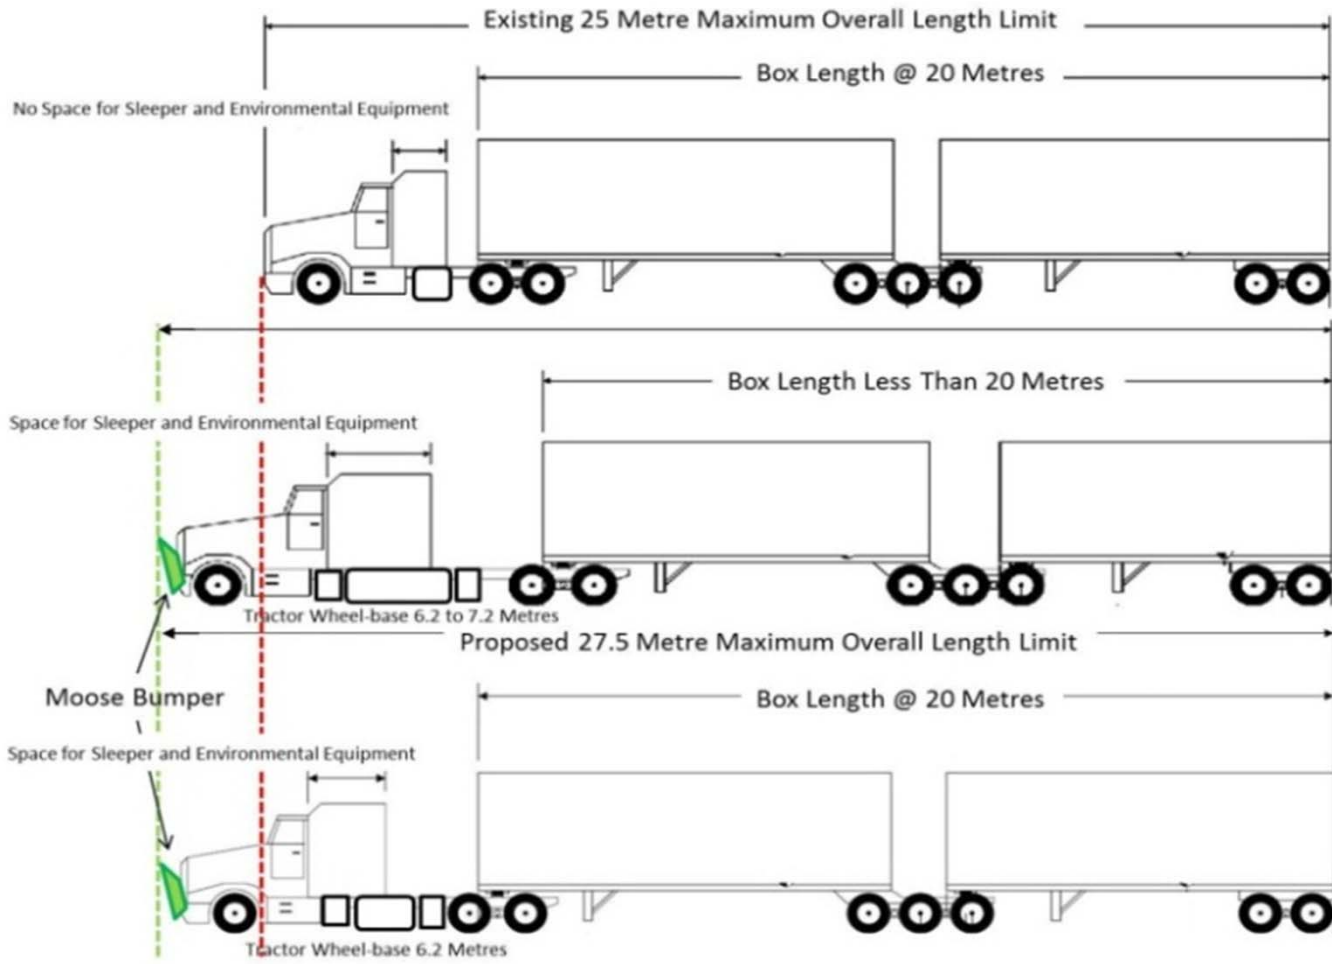 Existing 25 Metre Maximum Overall Length Limit
Box Length @ 20 Metres
No Space for Sleeper and Environmental Equipment
Box Length Less Than 20 Metres
Space for Sleeper and Environmental Equipment
Tractor Wheel-base 6.2 to 7.2 Metres
Proposed 27.5 Metre Maximum Overall Length Limit
Moose Bumper
Box Length @ 20 Metres
Space for Sleeper and Environmental Equipment
Tractor Wheel-base 6.2 Metres